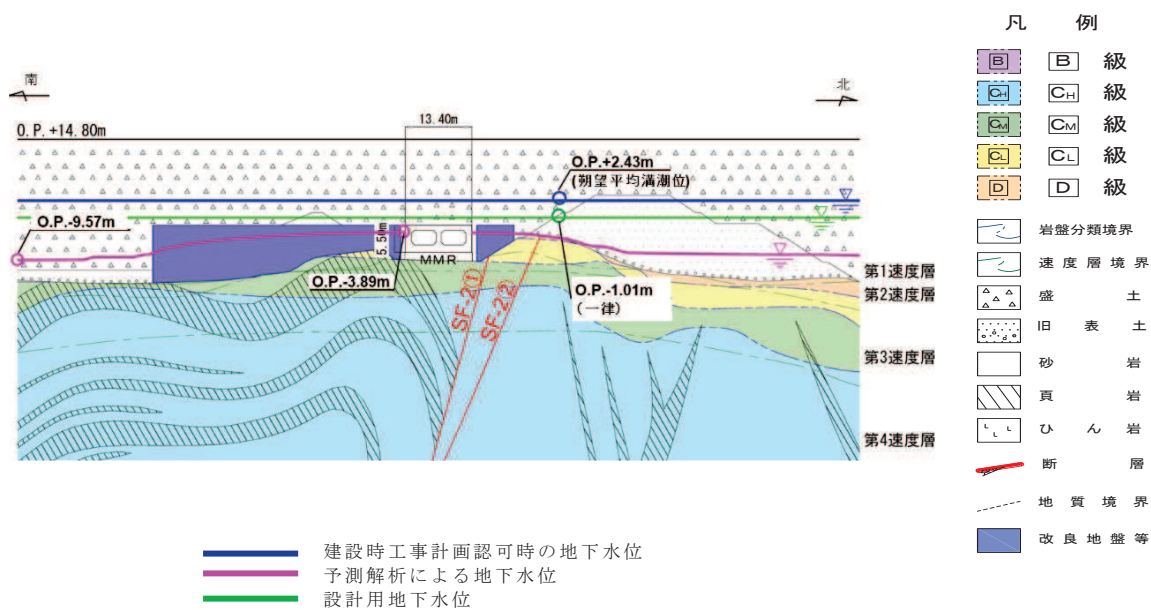 南
北
O.P.+14.80m
13.40m
O.P.+2.43m
(朔望平均満潮位)
O.P.-9.57m
5.50m
MMR
O.P.-3.89m
O.P.-1.01m
(一律)
SF-2①
SF-2②
第1速度層
第2速度層
第3速度層
第4速度層
凡 例
B B 級
CH CH 級
CM CM 級
CL CL 級
D D 級
岩盤分類境界
速度層境界
盛土
旧表土
砂岩
頁岩
ひん岩
断層
地質境界
改良地盤等
建設時工事計画認可時の地下水位
予測解析による地下水位
設計用地下水位